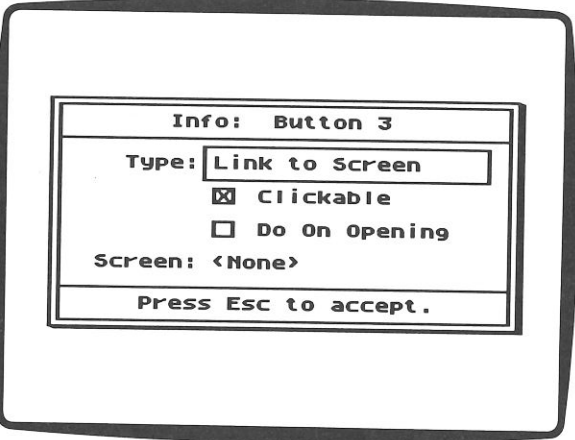 Info: Button 3
Type: Link to Screen
Clickable
Do On Opening
Screen: <None>
Press Esc to accept.